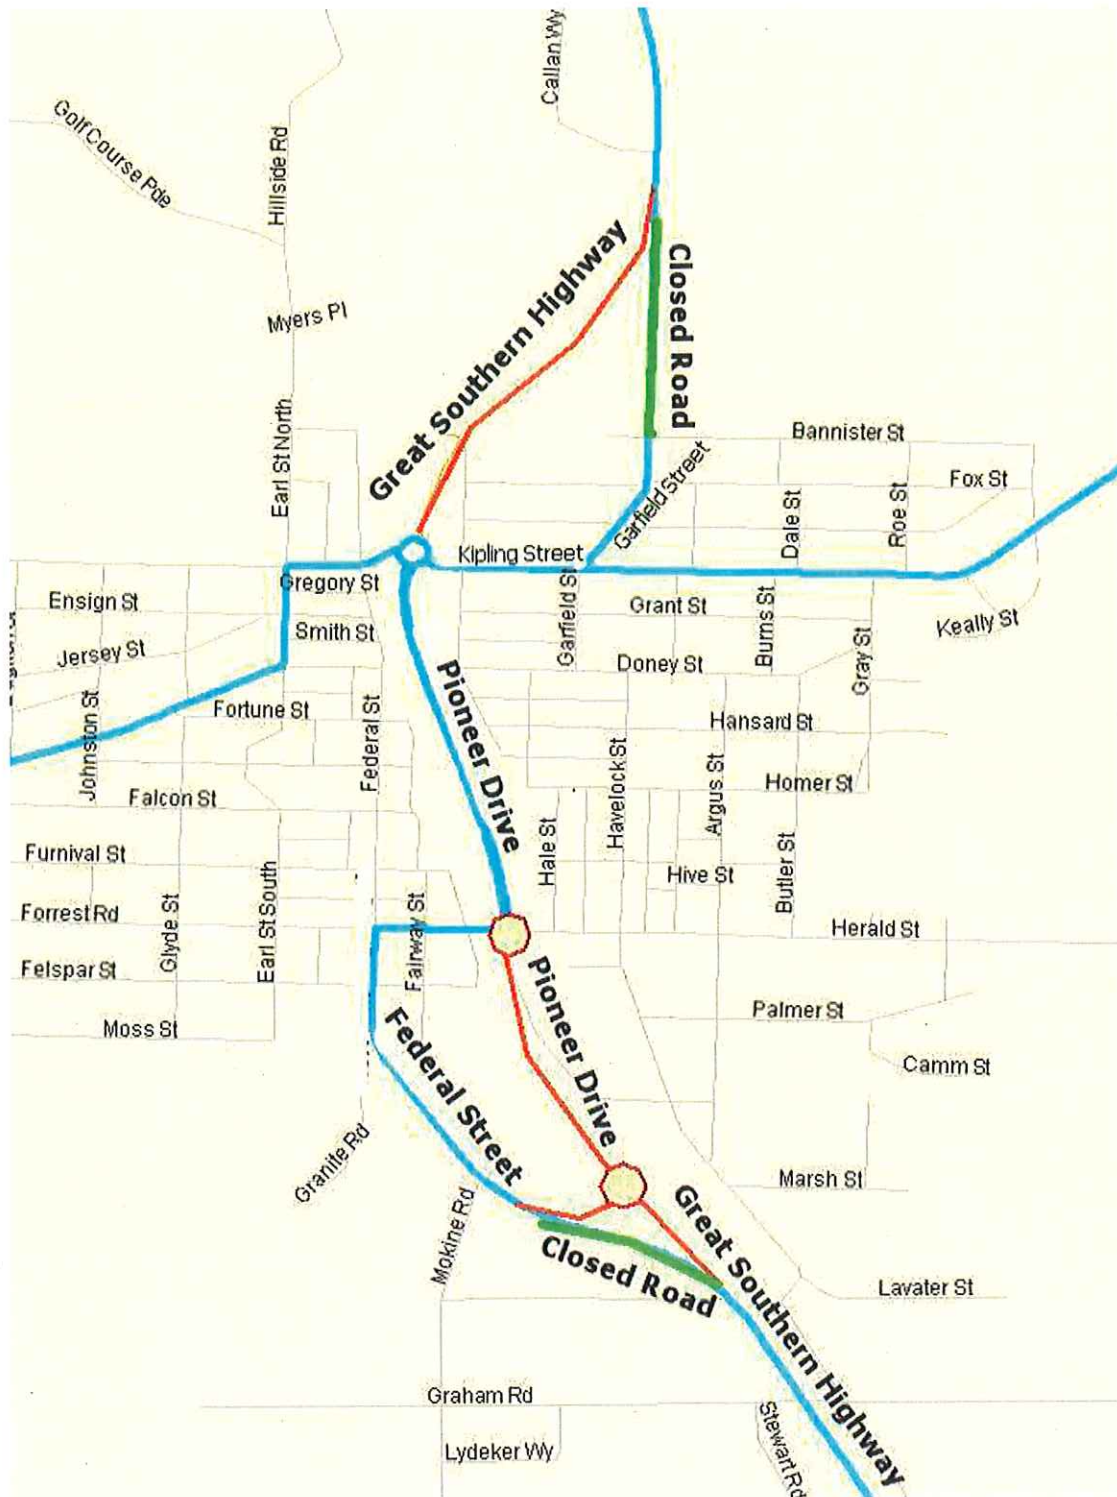 Callan Wy
Golf Course Pde
Hillside Rd
Great Southern Highway
Closed Road
Myers Pl
Earl St North
Bannister St
Fox St
Garfield Street
Dale St
Roe St
Kipling Street
Gregory St
Ensign St
Smith St
Jersey St
Garfield St
Grant St
Burns St
Keally St
Doney St
Gray St
Pioneer Drive
Johnston St
Fortune St
Federal St
Hansard St
Havelock St
Argus St
Homer St
Falcon St
Furnival St
Hale St
Hive St
Butler St
Forrest Rd
Glyde St
Earl St South
Fairway St
Herald St
Felspar St
Pioneer Drive
Palmer St
Moss St
Federal Street
Camm St
Granite Rd
Marsh St
Mokine Rd
Great Southern Highway
Closed Road
Lavater St
Graham Rd
Stewart Rd
Lydeker Wy